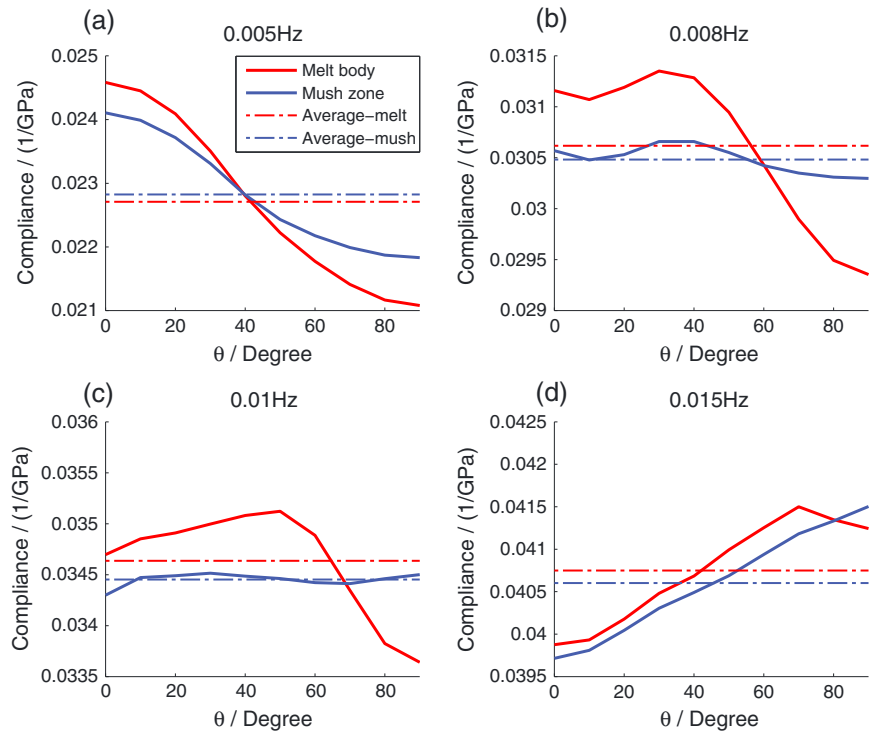 (a)
0.005Hz
0.025
0.024
0.023
0.022
0.021
Compliance / (1/GPa)
0
20
40
60
80
θ / Degree
Melt body
Mush zone
Average-melt
Average-mush
(b)
0.008Hz
0.0315
0.031
0.0305
0.03
0.0295
0.029
Compliance / (1/GPa)
0
20
40
60
80
θ / Degree
(c)
0.01Hz
0.036
0.0355
0.035
0.0345
0.034
0.0335
Compliance / (1/GPa)
0
20
40
60
80
θ / Degree
(d)
0.015Hz
0.0425
0.042
0.0415
0.041
0.0405
0.04
0.0395
Compliance / (1/GPa)
0
20
40
60
80
θ / Degree